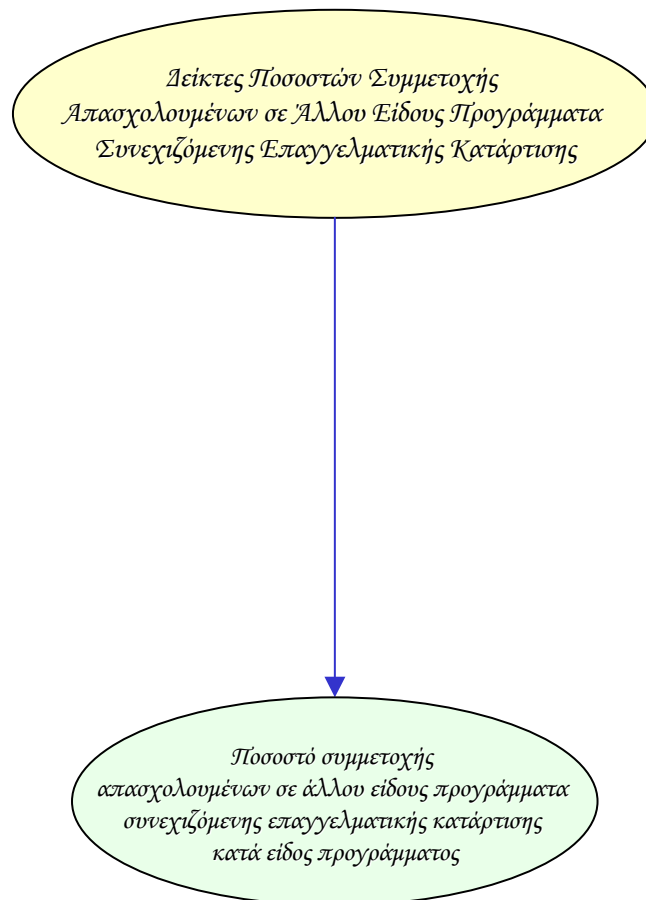 Δείκτες Ποσοστών Συμμετοχής
Απασχολουμένων σε Άλλου Είδους Προγράμματα
Συνεχιζόμενης Επαγγελματικής Κατάρτισης
Ποσοστό συμμετοχής
απασχολουμένων σε άλλου είδους προγράμματα
συνεχιζόμενης επαγγελματικής κατάρτισης
κατά είδος προγράμματος